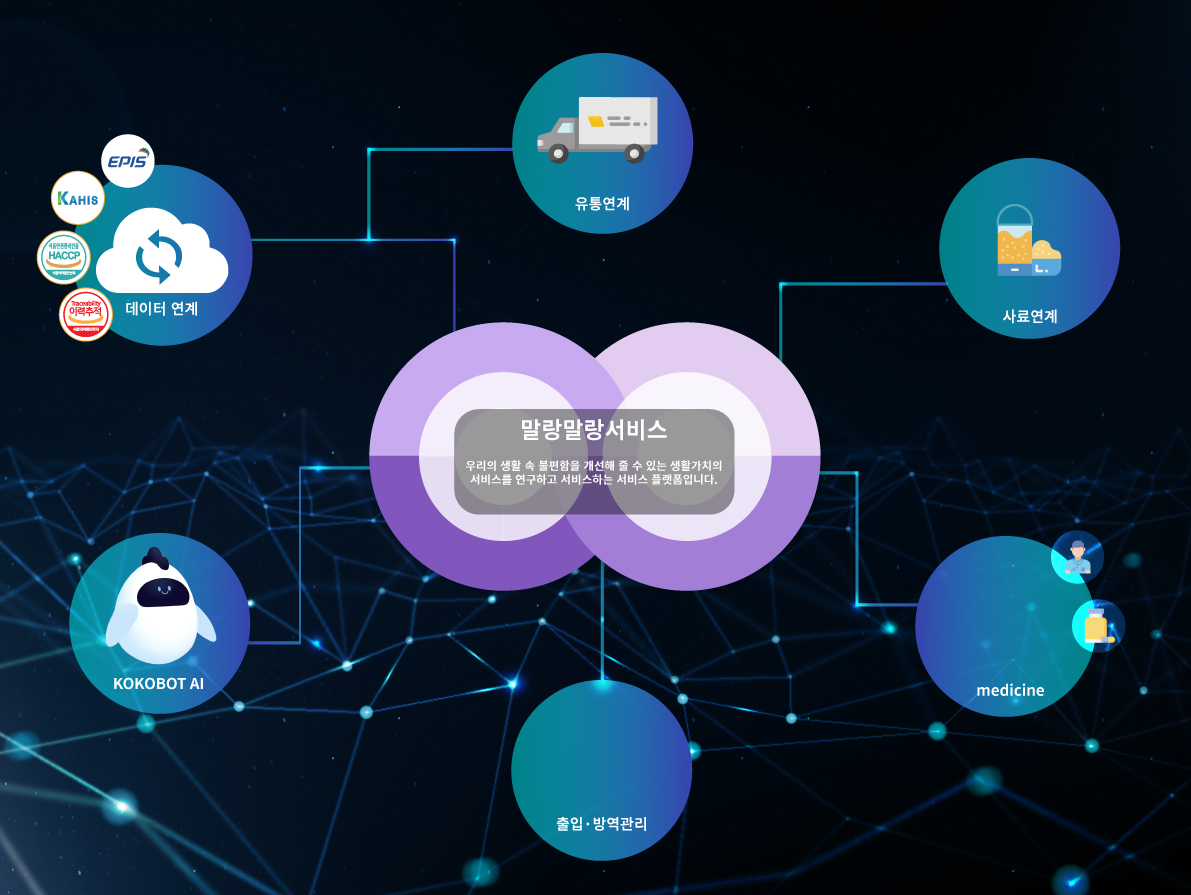 유통연계
EPIS
KAHIS
HACCP
Traceability
이력추적
데이터 연계
사료연계
말랑말랑서비스
우리의 생활 속 불편함을 개선해 줄 수 있는 생활가치의
서비스를 연구하고 서비스하는 서비스 플랫폼입니다.
KOKOBOT AI
medicine
출입·방역관리